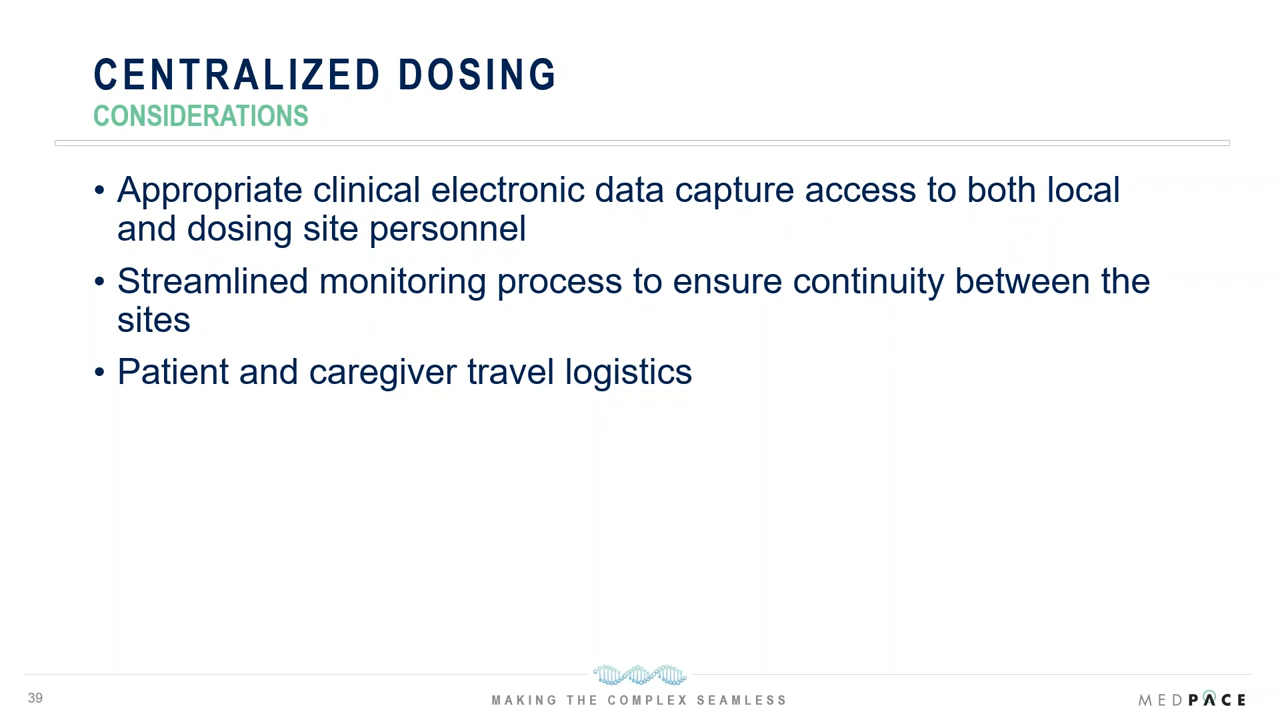 CENTRALIZED DOSING
CONSIDERATIONS
• Appropriate clinical electronic data capture access to both local
and dosing site personnel
• Streamlined monitoring process to ensure continuity between the
sites
• Patient and caregiver travel logistics
39
MAKING THE COMPLEX SEAMLESS
MEDPACE